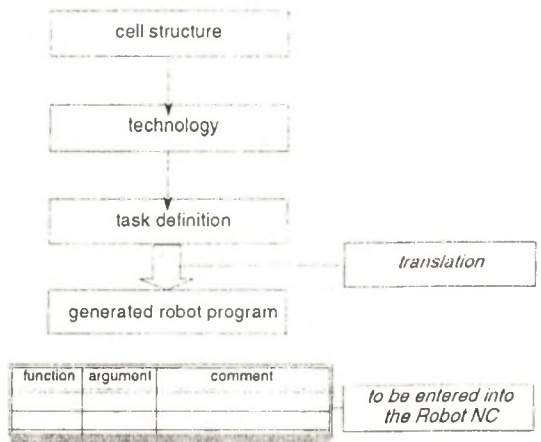 cell structure
technology
task definition
translation
generated robot program
function argument comment
to be entered into
the Robot NC